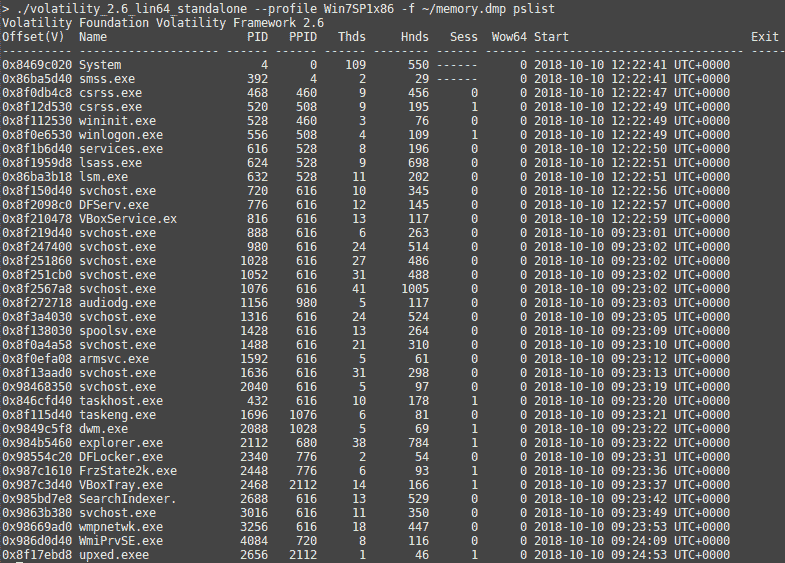 > ./volatility_2.6_lin64_standalone --profile Win7SP1x86 -f ~/memory.dmp pslist
Volatility Foundation Volatility Framework 2.6
Offset(V)  Name                    PID   PPID   Thds     Hnds   Sess  Wow64 Start                          Exit
---------- -------------------- ------ ------ ------ -------- ------ ------ ------------------------------ -----
0x8469c020 System                    4      0    109      550 ------      0 2018-10-10 12:22:41 UTC+0000
0x86ba5d40 smss.exe                392      4      2       29 ------      0 2018-10-10 12:22:41 UTC+0000
0x8f0db4c8 csrss.exe               468    460      9      456      0      0 2018-10-10 12:22:47 UTC+0000
0x8f12d530 csrss.exe               520    508      9      195      1      0 2018-10-10 12:22:49 UTC+0000
0x8f112530 wininit.exe             528    460      3       76      0      0 2018-10-10 12:22:49 UTC+0000
0x8f0e6530 winlogon.exe            556    508      4      109      1      0 2018-10-10 12:22:49 UTC+0000
0x8f1b6d40 services.exe            616    528      8      196      0      0 2018-10-10 12:22:50 UTC+0000
0x8f1959d8 lsass.exe               624    528      9      698      0      0 2018-10-10 12:22:51 UTC+0000
0x86ba3b18 lsm.exe                 632    528     11      202      0      0 2018-10-10 12:22:51 UTC+0000
0x8f150d40 svchost.exe             720    616     10      345      0      0 2018-10-10 12:22:56 UTC+0000
0x8f2098c0 DFServ.exe              776    616     12      145      0      0 2018-10-10 12:22:57 UTC+0000
0x8f210478 VBoxService.ex          816    616     13      117      0      0 2018-10-10 12:22:59 UTC+0000
0x8f219d40 svchost.exe             888    616      6      263      0      0 2018-10-10 09:23:01 UTC+0000
0x8f247400 svchost.exe             980    616     24      514      0      0 2018-10-10 09:23:02 UTC+0000
0x8f251860 svchost.exe            1028    616     27      486      0      0 2018-10-10 09:23:02 UTC+0000
0x8f251cb0 svchost.exe            1052    616     31      488      0      0 2018-10-10 09:23:02 UTC+0000
0x8f2567a8 svchost.exe            1076    616     41     1005      0      0 2018-10-10 09:23:02 UTC+0000
0x8f272718 audiodg.exe            1156    980      5      117      0      0 2018-10-10 09:23:03 UTC+0000
0x8f3a4030 svchost.exe            1316    616     24      524      0      0 2018-10-10 09:23:05 UTC+0000
0x8f138030 spoolsv.exe            1428    616     13      264      0      0 2018-10-10 09:23:09 UTC+0000
0x8f0a4a58 svchost.exe            1488    616     21      310      0      0 2018-10-10 09:23:10 UTC+0000
0x8f0efa08 armsvc.exe             1592    616      5       61      0      0 2018-10-10 09:23:12 UTC+0000
0x8f13aad0 svchost.exe            1636    616     31      298      0      0 2018-10-10 09:23:13 UTC+0000
0x98468350 svchost.exe            2040    616      5       97      0      0 2018-10-10 09:23:19 UTC+0000
0x846cfd40 taskhost.exe            432    616     10      178      1      0 2018-10-10 09:23:20 UTC+0000
0x8f115d40 taskeng.exe            1696   1076      6       81      0      0 2018-10-10 09:23:21 UTC+0000
0x9849c5f8 dwm.exe                2088   1028      5       69      1      0 2018-10-10 09:23:22 UTC+0000
0x984b5460 explorer.exe           2112    680     38      784      1      0 2018-10-10 09:23:22 UTC+0000
0x98554c20 DFLocker.exe           2340    776      2       54      0      0 2018-10-10 09:23:31 UTC+0000
0x987c1610 FrzState2k.exe         2448    776      6       93      1      0 2018-10-10 09:23:36 UTC+0000
0x987c3d40 VBoxTray.exe           2468   2112     14      166      1      0 2018-10-10 09:23:37 UTC+0000
0x985bd7e8 SearchIndexer.         2688    616     13      529      0      0 2018-10-10 09:23:42 UTC+0000
0x9863b380 svchost.exe            3016    616     11      350      0      0 2018-10-10 09:23:49 UTC+0000
0x98669ad0 wmpnetwk.exe           3256    616     18      447      0      0 2018-10-10 09:23:53 UTC+0000
0x986d0d40 WmiPrvSE.exe           4084    720      8      116      0      0 2018-10-10 09:24:09 UTC+0000
0x8f17ebd8 upxed.exee             2656   2112      1       46      1      0 2018-10-10 09:24:53 UTC+0000